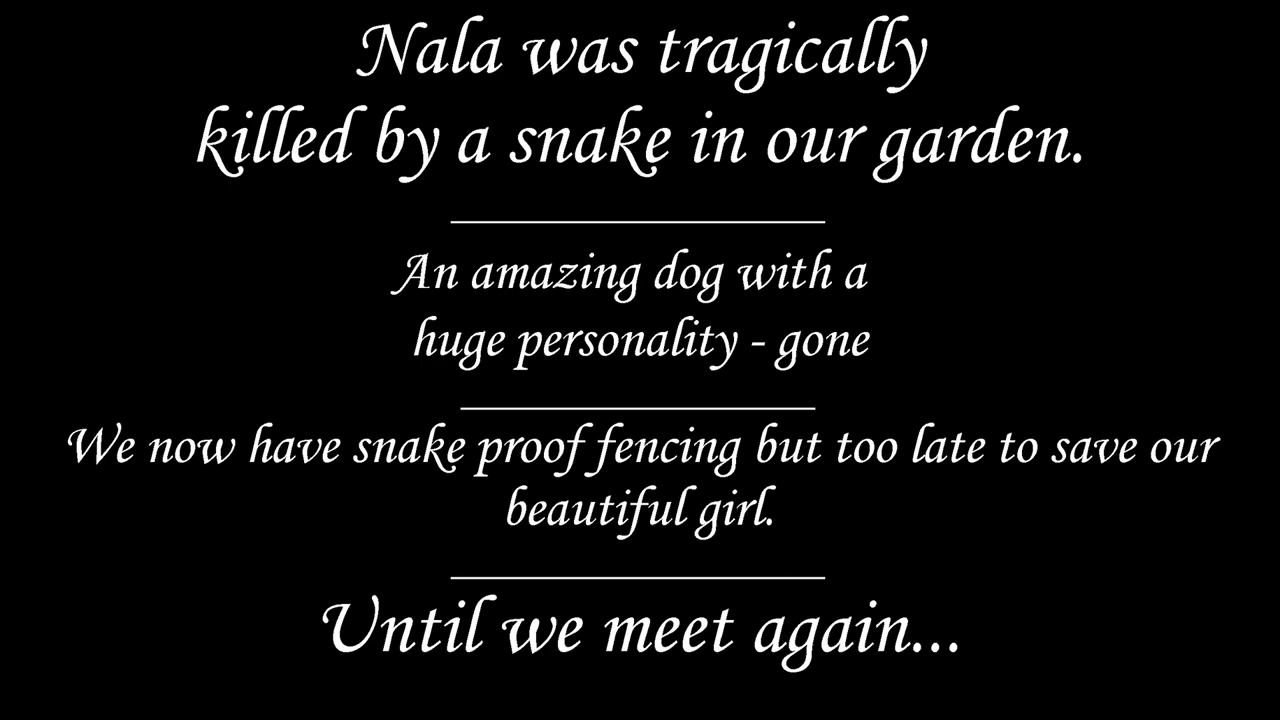 Nala was tragically
killed by a snake in our garden.
An amazing dog with a
huge personality - gone
We now have snake proof fencing but too late to save our
beautiful girl.
Until we meet again...